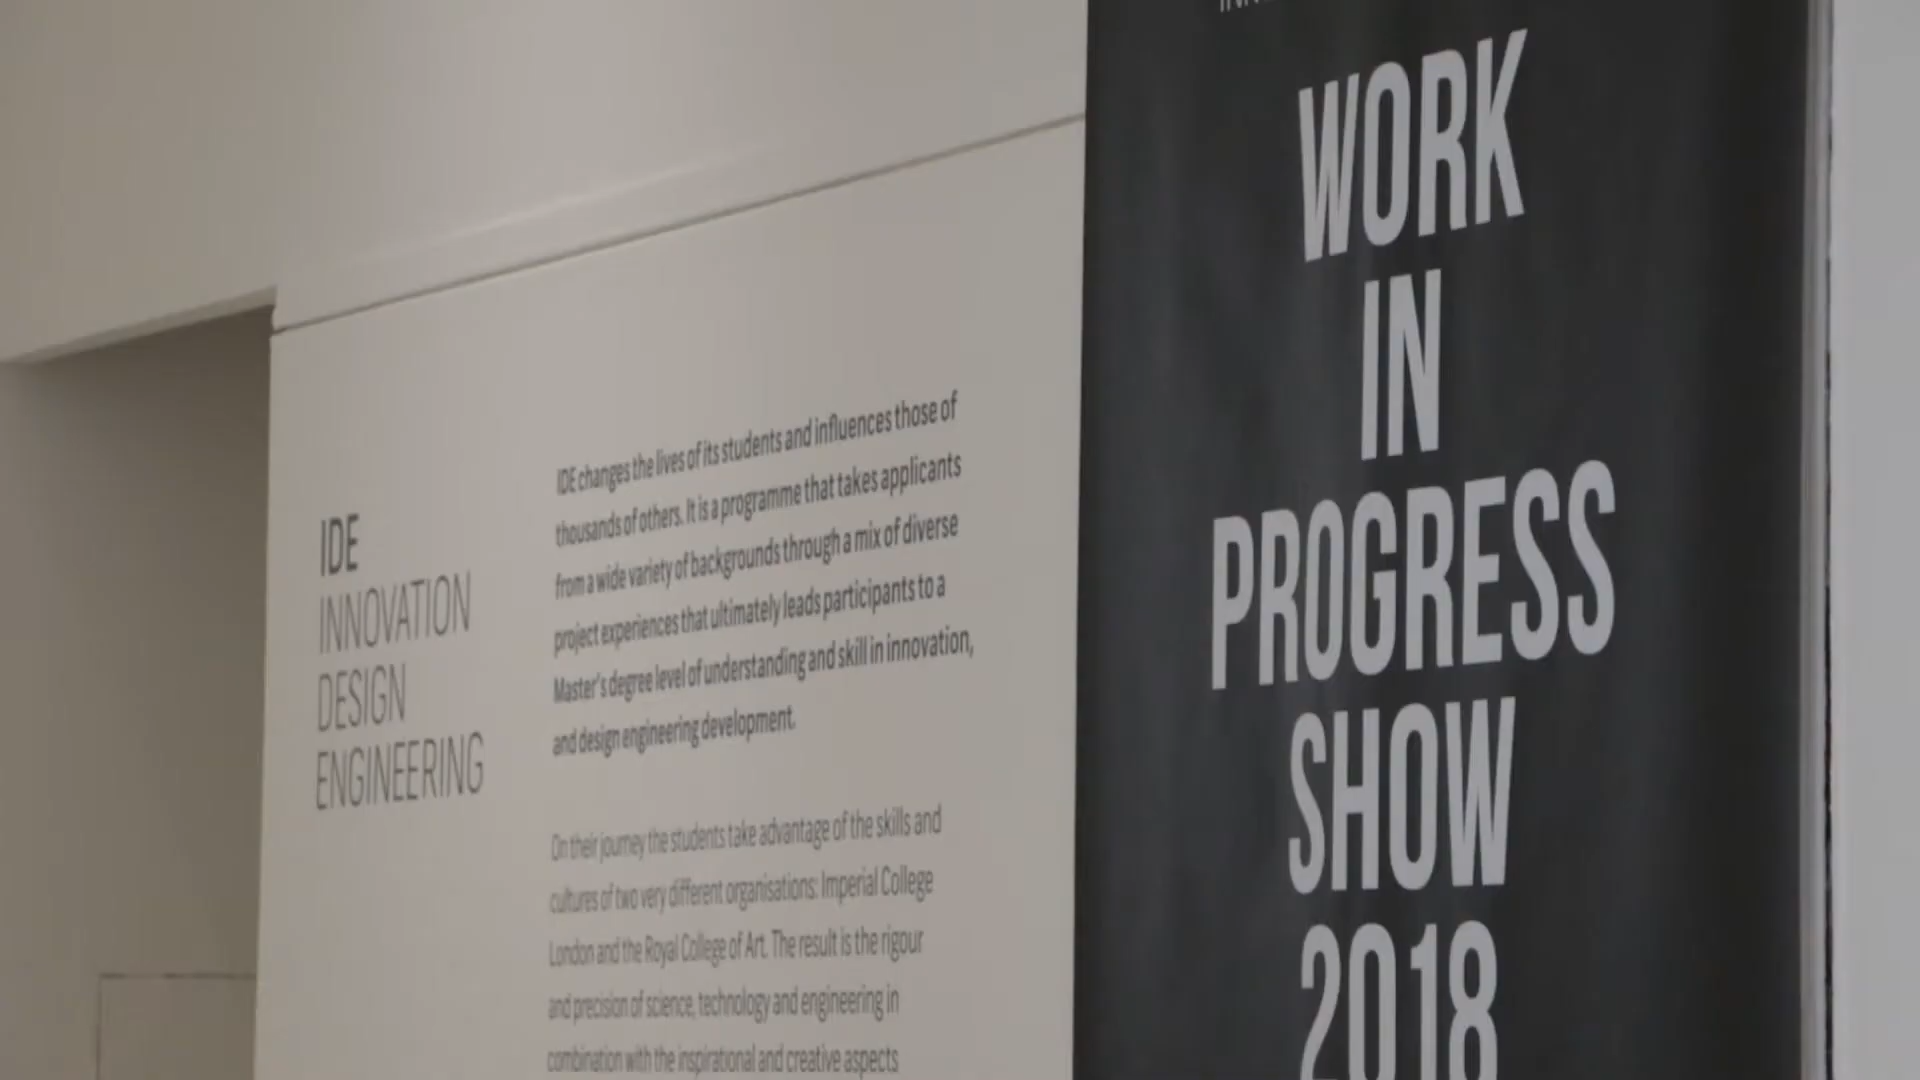 IDE
INNOVATION
DESIGN
ENGINEERING
IDE changes the lives of its students and influences those of
thousands of others. It is a programme that takes applicants
from a wide variety of backgrounds through a mix of diverse
project experiences that ultimately leads participants to a
Master's degree level of understanding and skill in innovation,
and design engineering development.
On their journey the students take advantage of the skills and
cultures of two very different organisations: Imperial College
London and the Royal College of Art. The result is the rigour
and precision of science, technology and engineering in
combination with the inspirational and creative aspects
WORK
IN
PROGRESS
SHOW
2018